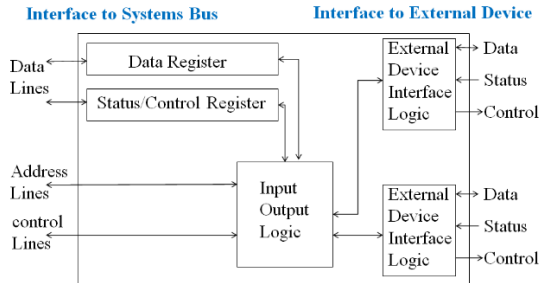 Interface to Systems Bus
Interface to External Device
Data
Lines
Data Register
Status/Control Register
External
Device
Interface
Logic
Data
Status
Control
Address
Lines
control
Lines
Input
Output
Logic
External
Device
Interface
Logic
Data
Status
Control